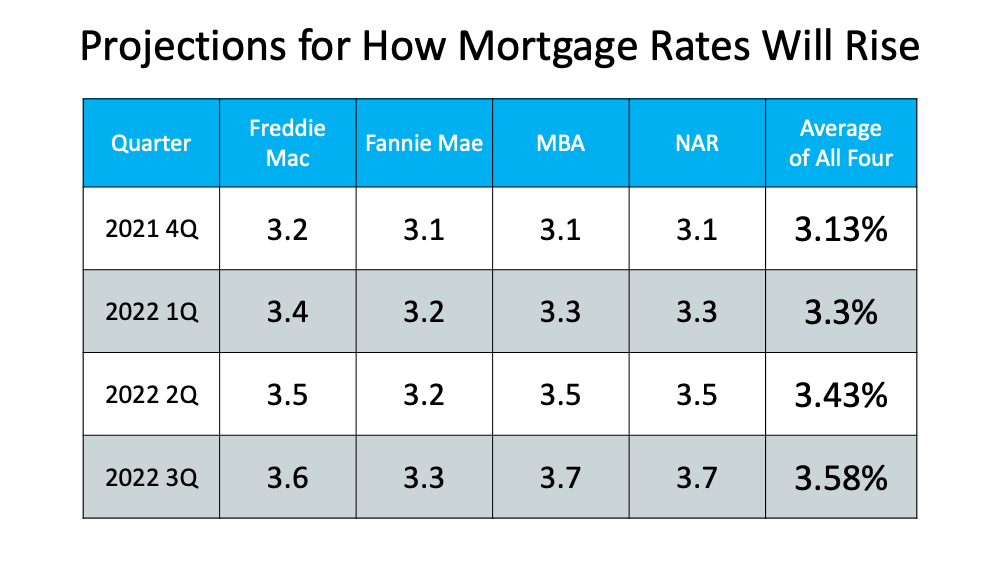 Projections for How Mortgage Rates Will Rise
Quarter Freddie Mac Fannie Mae MBA NAR Average of All Four
2021 4Q 3.2 3.1 3.1 3.1 3.13%
2022 1Q 3.4 3.2 3.3 3.3 3.3%
2022 2Q 3.5 3.2 3.5 3.5 3.43%
2022 3Q 3.6 3.3 3.7 3.7 3.58%